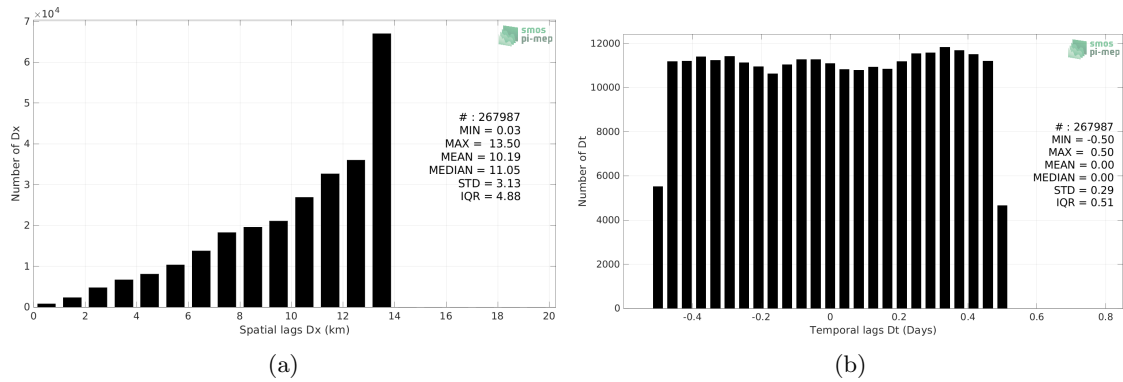 ×10⁴
7
6
5
4
3
2
1
0
Number of Dx
0 2 4 6 8 10 12 14 16 18 20
Spatial lags Dx (km)
smos
pi-mep
# : 267987
MIN = 0.03
MAX = 13.50
MEAN = 10.19
MEDIAN = 11.05
STD = 3.13
IQR = 4.88
(a)
12000
10000
8000
6000
4000
2000
0
Number of Dt
-0.4 -0.2 0 0.2 0.4 0.6 0.8
Temporal lags Dt (Days)
smos
pi-mep
# : 267987
MIN = -0.50
MAX = 0.50
MEAN = 0.00
MEDIAN = 0.00
STD = 0.29
IQR = 0.51
(b)